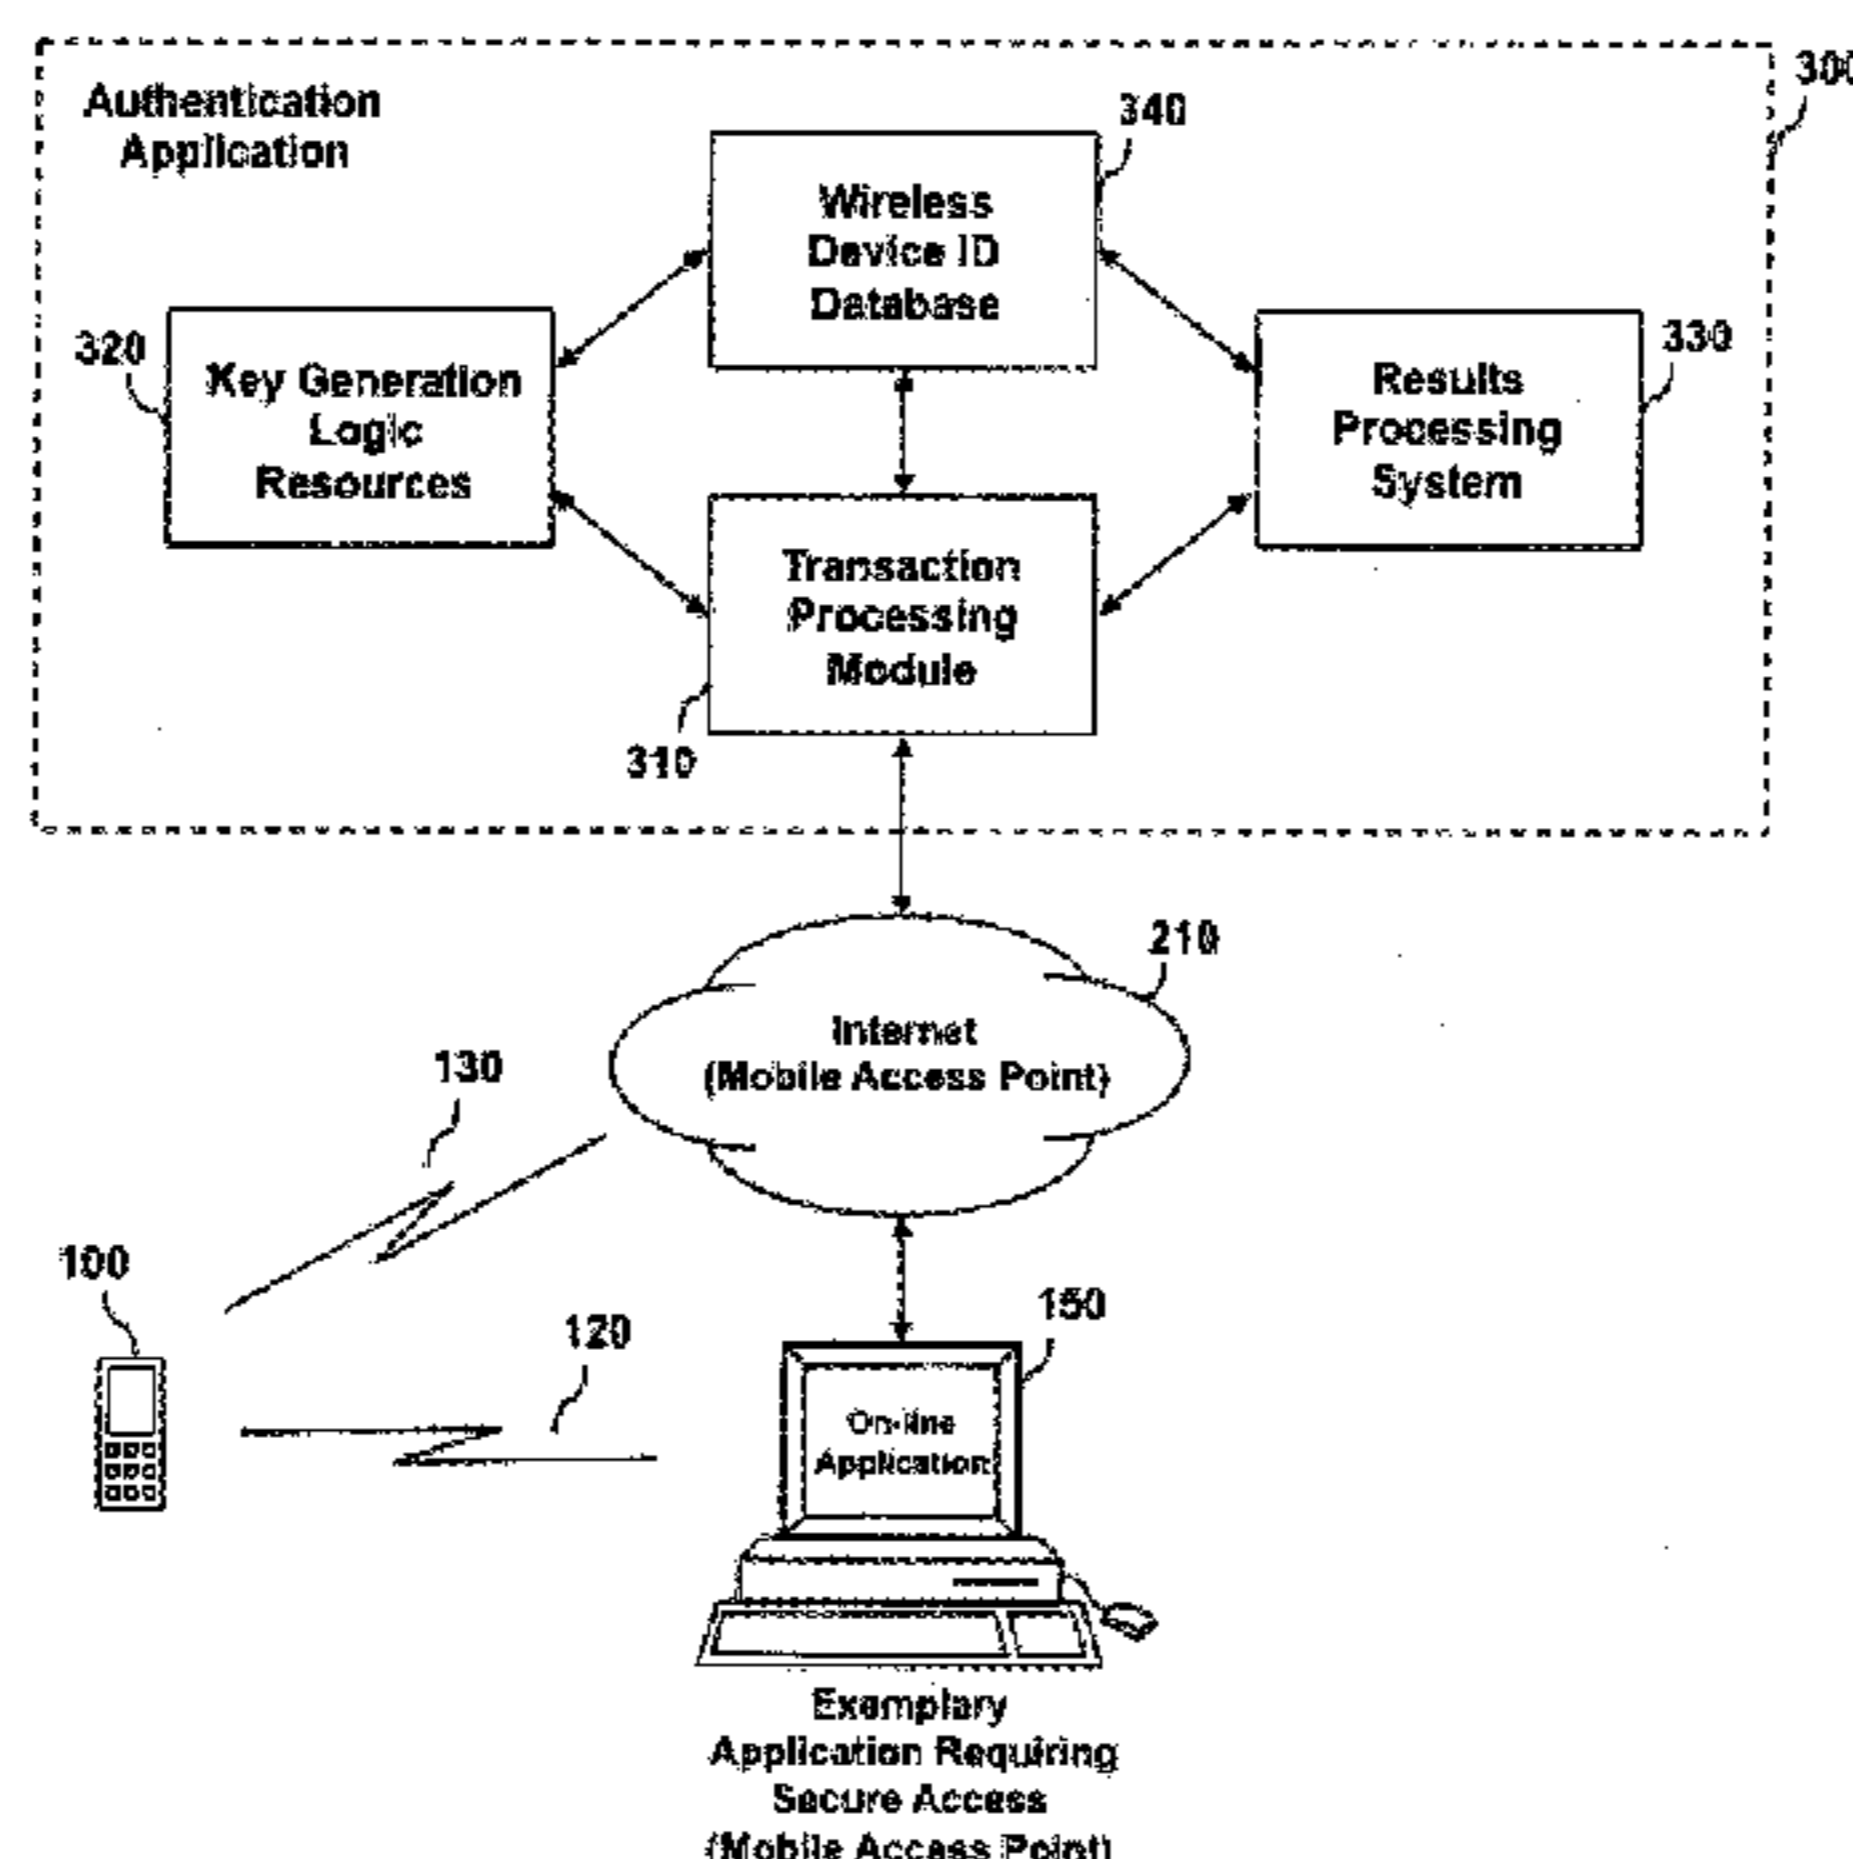 300
Authentication
Application
340
Wireless
Device ID
Database
320
Key Generation
Logic
Resources
330
Results
Processing
System
Transaction
Processing
Module
310
210
Internet
(Mobile Access Point)
130
100
120
150
On-line
Application
Exemplary
Application Requiring
Secure Access
(Mobile Access Point)